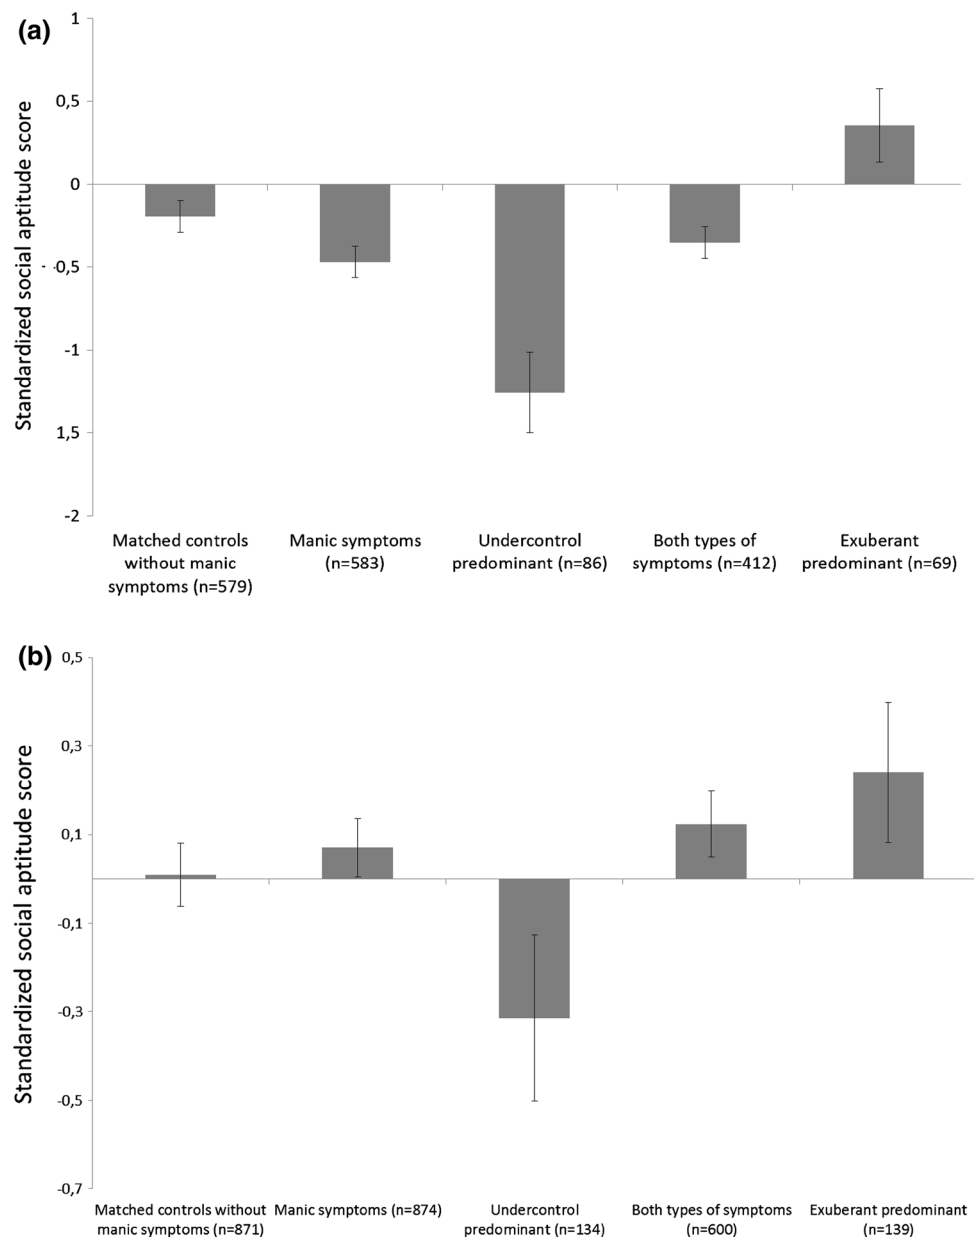 (a)
Standardized social aptitude score
1
0,5
0
- -0,5
-1
1,5
-2
Matched controls
without manic
symptoms (n=579)
Manic symptoms
(n=583)
Undercontrol
predominant (n=86)
Both types of
symptoms (n=412)
Exuberant
predominant (n=69)
(b)
Standardized social aptitude score
0,5
0,3
0,1
-0,1
-0,3
-0,5
-0,7
Matched controls without
manic symptoms (n=871)
Manic symptoms (n=874)
Undercontrol
predominant (n=134)
Both types of symptoms
(n=600)
Exuberant predominant
(n=139)